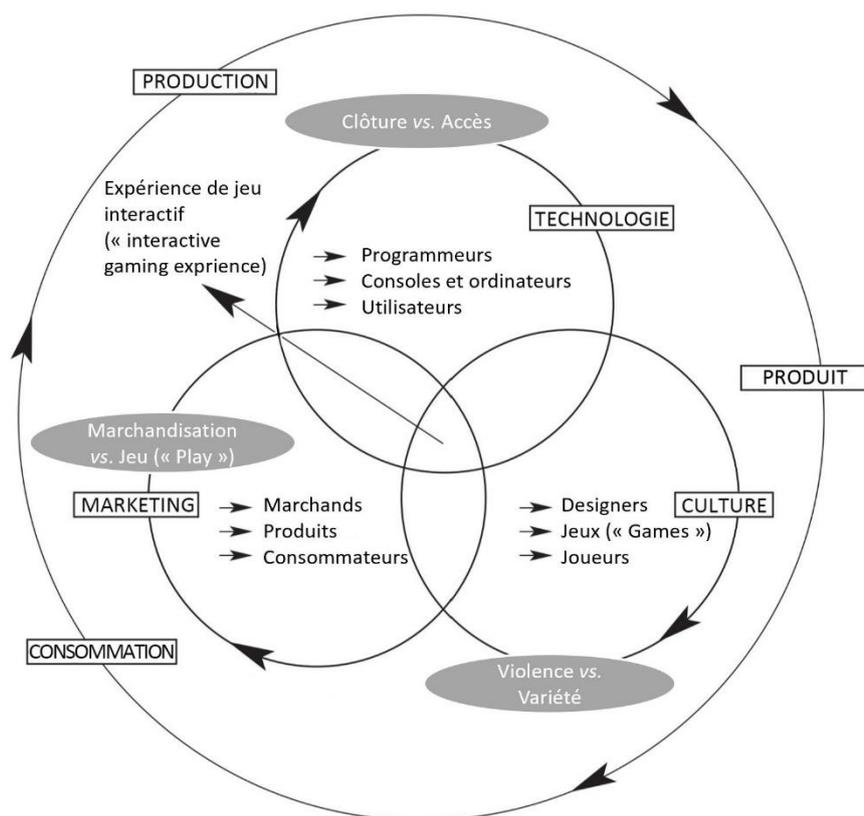 PRODUCTION
Clôture vs. Accès
Expérience de jeu
interactif
(« interactive
gaming exprience)
TECHNOLOGIE
Programmeurs
Consoles et ordinateurs
Utilisateurs
PRODUIT
Marchandisation
vs. Jeu (« Play »)
MARKETING
Marchands
Produits
Consommateurs
Designers
Jeux (« Games »)
Joueurs
CULTURE
CONSOMMATION
Violence vs.
Variété